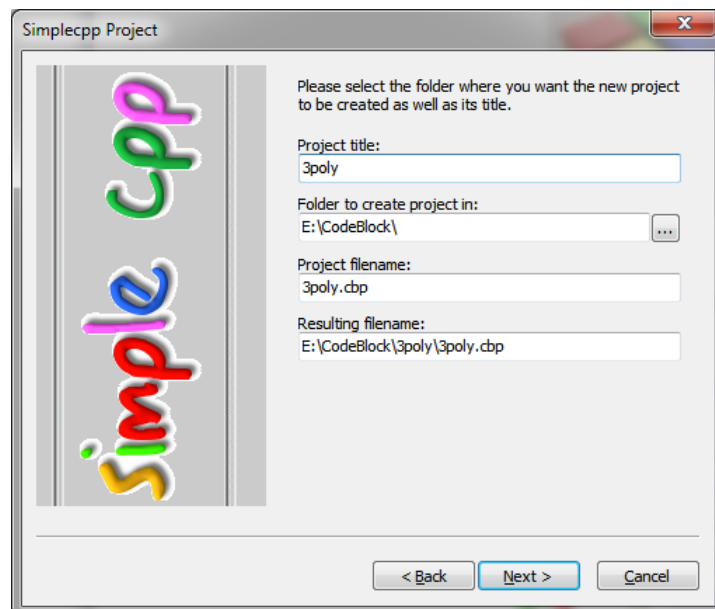 Simplecpp Project
Simple cpp
Please select the folder where you want the new project
to be created as well as its title.
Project title:
3poly
Folder to create project in:
E:\CodeBlock\
...
Project filename:
3poly.cbp
Resulting filename:
E:\CodeBlock\3poly\3poly.cbp
< Back Next > Cancel